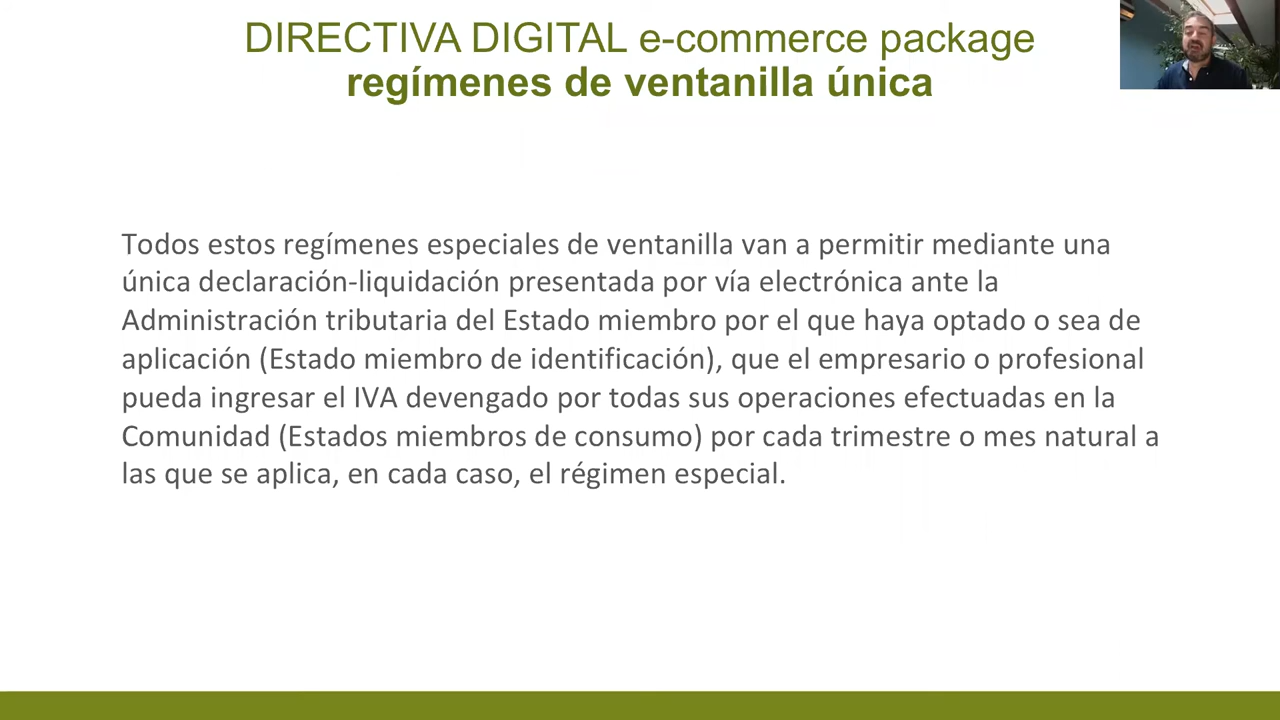 DIRECTIVA DIGITAL e-commerce package
regímenes de ventanilla única
Todos estos regímenes especiales de ventanilla van a permitir mediante una
única declaración-liquidación presentada por vía electrónica ante la
Administración tributaria del Estado miembro por el que haya optado o sea de
aplicación (Estado miembro de identificación), que el empresario o profesional
pueda ingresar el IVA devengado por todas sus operaciones efectuadas en la
Comunidad (Estados miembros de consumo) por cada trimestre o mes natural a
las que se aplica, en cada caso, el régimen especial.